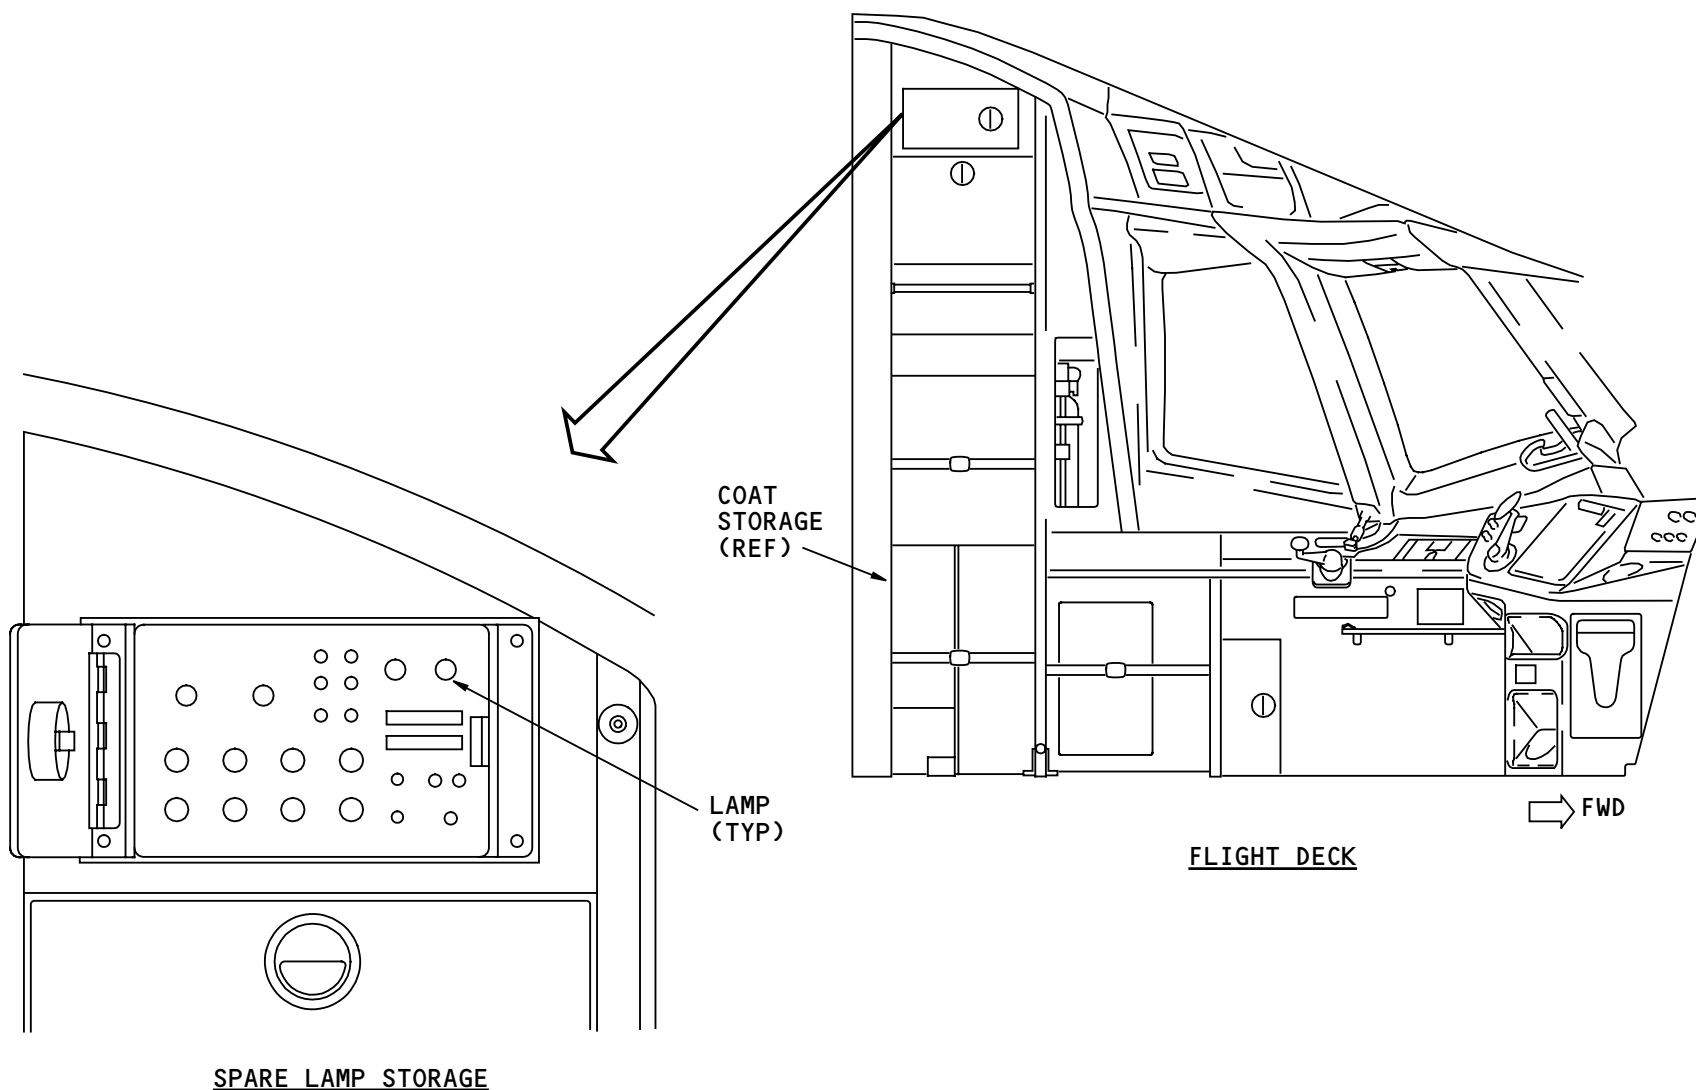 COAT
STORAGE
(REF)
LAMP
(TYP)
FWD
FLIGHT DECK
SPARE LAMP STORAGE